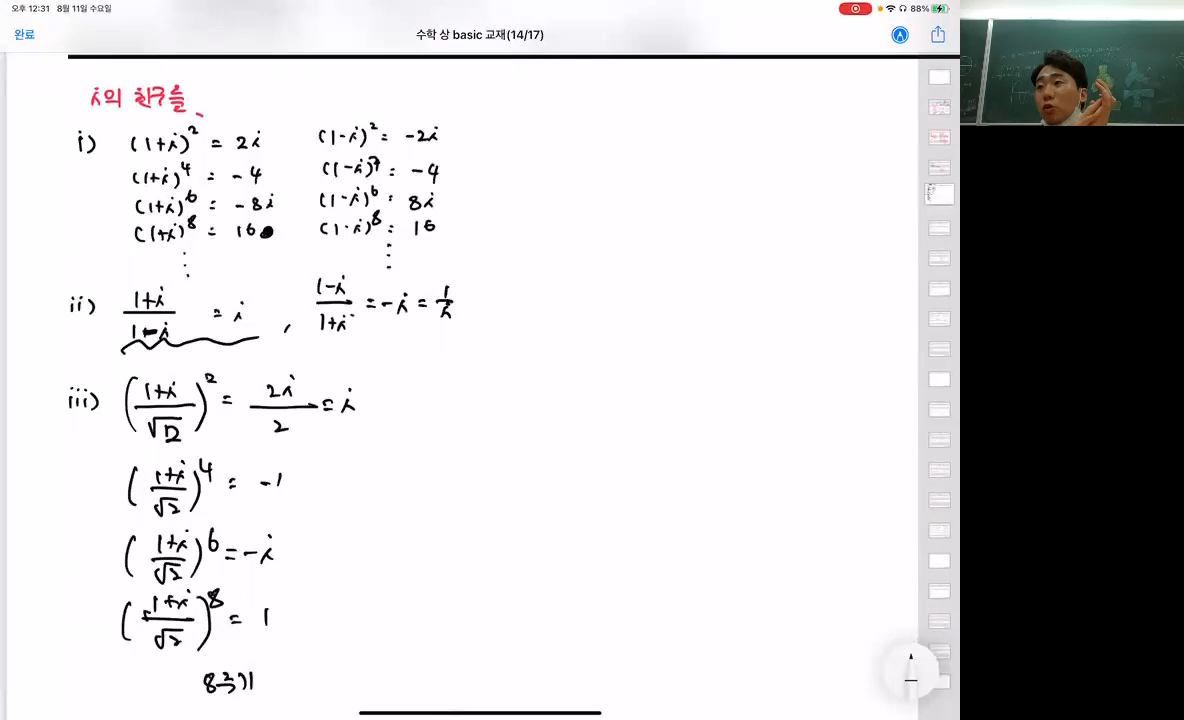 오후 12:31 8월 11일 수요일 88%
완료 수학 상 basic 교재(14/17)
i의 친구들
i) (1+i)² = 2i (1-i)² = -2i
(1+i)⁴ = -4 (1-i)⁴ = -4
(1+i)⁶ = -8i (1-i)⁶ = 8i
(1+i)⁸ = 16 (1-i)⁸ = 16
⋮ ⋮
ii) (1+i)/(1-i) = i , (1-i)/(1+i) = -i = 1/i
iii) ((1+i)/√2)² = 2i/2 = i
((1+i)/√2)⁴ = -1
((1+i)/√2)⁶ = -i
((1+i)/√2)⁸ = 1
8주기